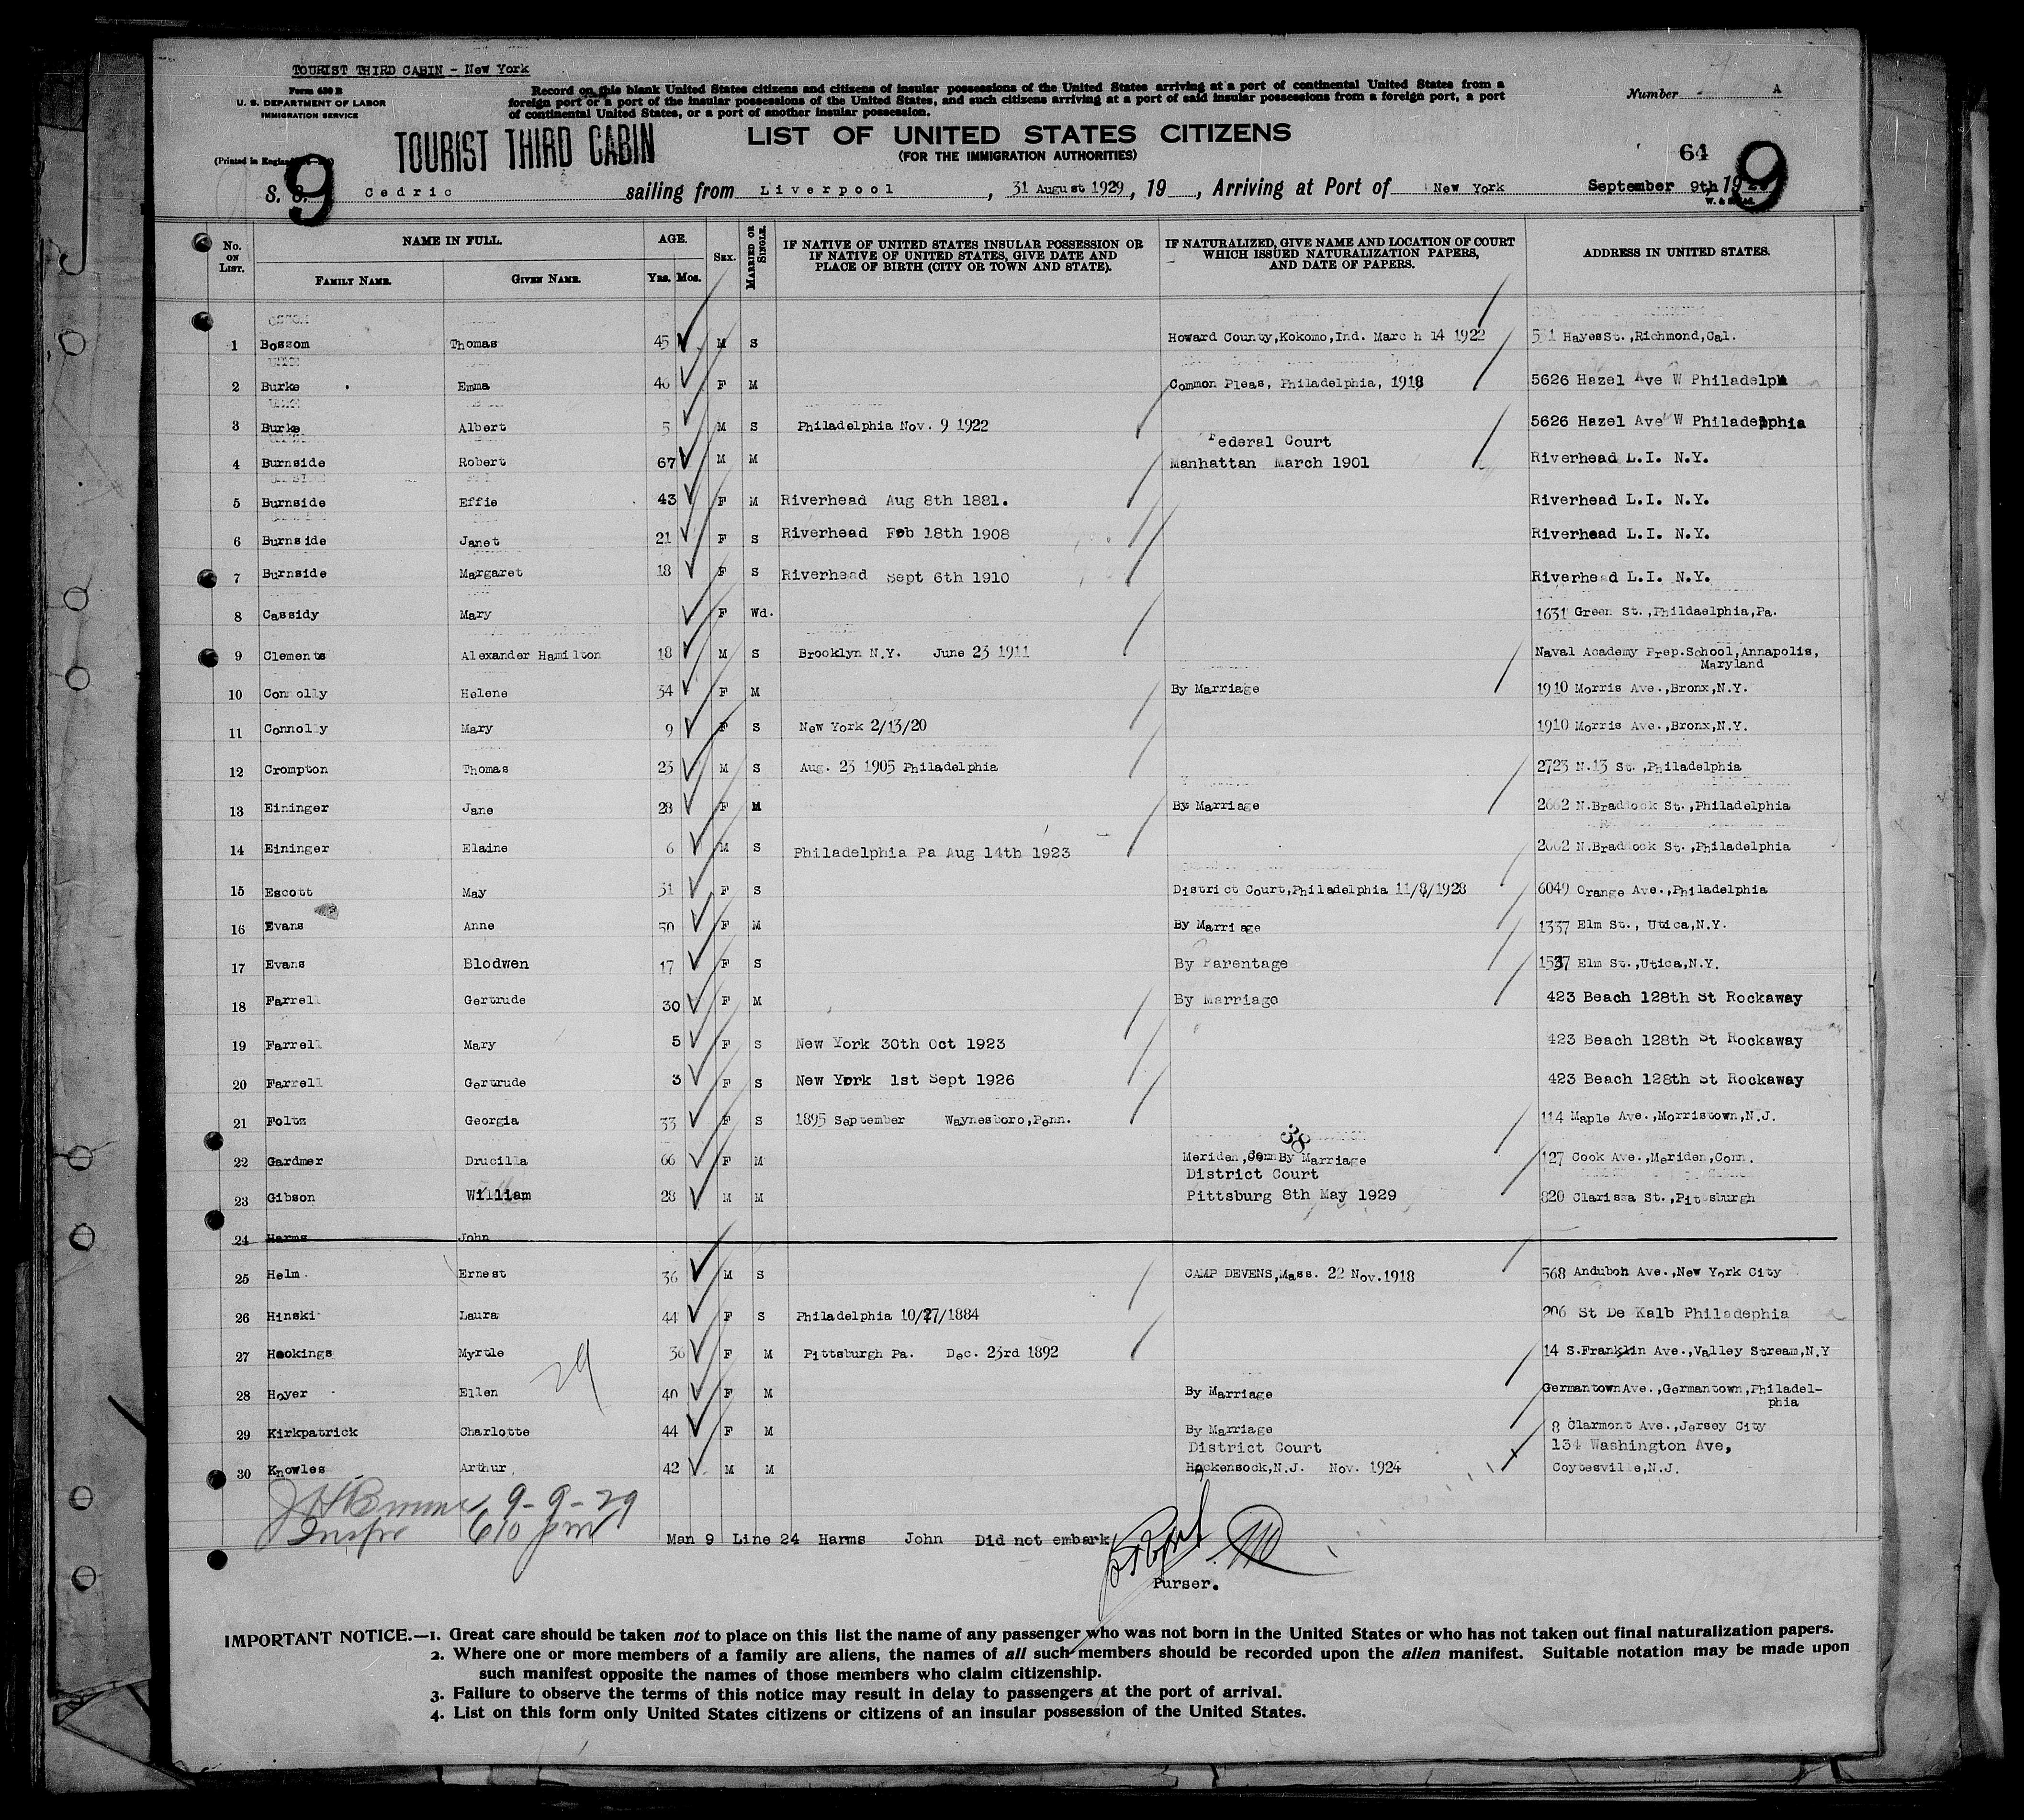 TOURIST THIRD CABIN - New York
Form 630 B
U. S. DEPARTMENT OF LABOR
IMMIGRATION SERVICE
Record on this blank United States citizens and citizens of insular possessions of the United States arriving at a port of continental United States from a
foreign port or a port of the insular possessions of the United States, and such citizens arriving at a port of said insular possessions from a foreign port, a port
of continental United States, or a port of another insular possession.
Number A
TOURIST THIRD CABIN
LIST OF UNITED STATES CITIZENS
(FOR THE IMMIGRATION AUTHORITIES)
(Printed in England
64
9 9
S. S. Cedric sailing from Liverpool, 31 August 1929, 19 , Arriving at Port of New York September 9th 19
No. ON LIST. NAME IN FULL. FAMILY NAME. GIVEN NAME. AGE. YRS. MOS. SEX. MARRIED OR SINGLE. IF NATIVE OF UNITED STATES INSULAR POSSESSION OR IF NATIVE OF UNITED STATES, GIVE DATE AND PLACE OF BIRTH (CITY OR TOWN AND STATE). IF NATURALIZED, GIVE NAME AND LOCATION OF COURT WHICH ISSUED NATURALIZATION PAPERS, AND DATE OF PAPERS. ADDRESS IN UNITED STATES.
1 Bossom Thomas 45 M S Howard County,Kokomo,Ind. Marc h 14 1922 HayesSt.,Richmond,Cal.
2 Burke Emma 46 F M Common Pleas, Philadelphia, 1918 5626 Hazel Ave W Philadelph
3 Burke Albert 5 M S Philadelphia Nov. 9 1922 5626 Hazel Ave W Philadelphia
4 Burnside Robert 67 M M Federal Court Manhattan March 1901 Riverhead L.I. N.Y.
5 Burnside Effie 43 F M Riverhead Aug 8th 1881. Riverhead L.I. N.Y.
6 Burnside Janet 21 F S Riverhead Feb 18th 1908 Riverhead L.I. N.Y.
7 Burnside Margaret 18 F S Riverhead Sept 6th 1910 Riverhead L.I. N.Y.
8 Cassidy Mary F Wd. 1631 Green St.,Phildaelphia,Pa.
9 Clements Alexander Hamilton 18 M S Brooklyn N.Y. June 23 1911 Naval Academy Prep.School,Annapolis, Maryland
10 Connolly Helene 34 F M By Marriage 1910 Morris Ave.,Bronx,N.Y.
11 Connolly Mary 9 F S New York 2/13/20 1910 Morris Ave.,Bronx,N.Y.
12 Crompton Thomas 23 M S Aug. 23 1905 Philadelphia 2723 N.13 St.,Philadelphia
13 Eininger Jane 28 F M By Marriage 2662 N.Braddock St.,Philadelphia
14 Eininger Elaine 6 M S Philadelphia Pa Aug 14th 1923 2662 N.Braddock St.,Philadelphia
15 Escott May 31 F S District Court,Philadelphia 11/8/1928 6049 Orange Ave.,Philadelphia
16 Evans Anne 50 F M By Marriage 1337 Elm St., Utica,N.Y.
17 Evans Blodwen 17 F S By Parentage Elm St.,Utica,N.Y.
18 Farrell Gertrude 30 F M By Marriage 423 Beach 128th St Rockaway
19 Farrell Mary 5 F S New York 30th Oct 1923 423 Beach 128th St Rockaway
20 Farrell Gertrude 3 F S New York 1st Sept 1926 423 Beach 128th St Rockaway
21 Foltz Georgia 33 F S 1895 September Waynesboro,Penn. 114 Maple Ave.,Morristown,N.J.
38
22 Gardmer Drucilla 66 F M Meriden,Conn By Marriage 127 Cook Ave.,Meriden,Conn.
23 Gibson William 28 M M District Court Pittsburg 8th May 1929 820 Clarissa St.,Pittsburgh
24 Harms John
25 Helm Ernest 36 M S CAMP DEVENS,Mass. 22 Nov.1918 568 Andubon Ave.,New York City
26 Hinski Laura 44 F S Philadelphia 10/27/1884 206 St De Kalb Philadephia
27 Hookings Myrtle 36 F M Pittsburgh Pa. Dec. 23rd 1892 14 S.Franklin Ave.,Valley Stream,N.Y
28 Hoyer Ellen 40 F M By Marriage GermantownAve.,Germantown,Philadel- phia
29 Kirkpatrick Charlotte 44 F M By Marriage 8 Clarmont Ave.,Jersey City
30 Knowles Arthur 42 M M District Court Hackensock,N.J. Nov. 1924 134 Washington Ave, Coytesville,N.J.
29
9-9-29
Inspr 610 pm
Man 9 Line 24 Harms John Did not embark
Purser.
IMPORTANT NOTICE.—1. Great care should be taken not to place on this list the name of any passenger who was not born in the United States or who has not taken out final naturalization papers.
2. Where one or more members of a family are aliens, the names of all such members should be recorded upon the alien manifest. Suitable notation may be made upon
such manifest opposite the names of those members who claim citizenship.
3. Failure to observe the terms of this notice may result in delay to passengers at the port of arrival.
4. List on this form only United States citizens or citizens of an insular possession of the United States.